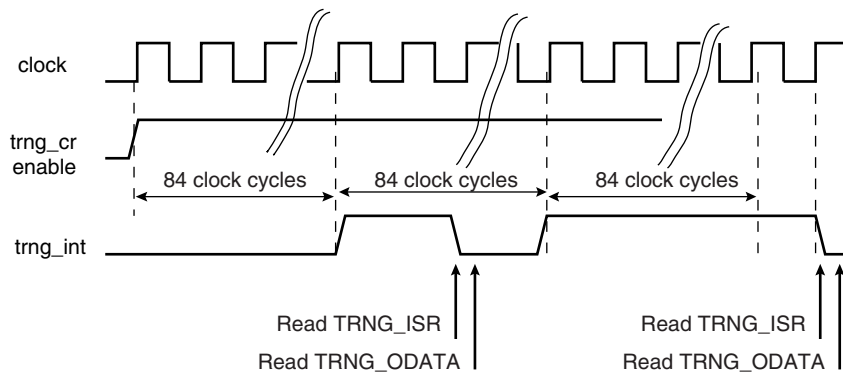 clock
trng_cr
enable
84 clock cycles
84 clock cycles
84 clock cycles
trng_int
Read TRNG_ISR
Read TRNG_ISR
Read TRNG_ODATA
Read TRNG_ODATA